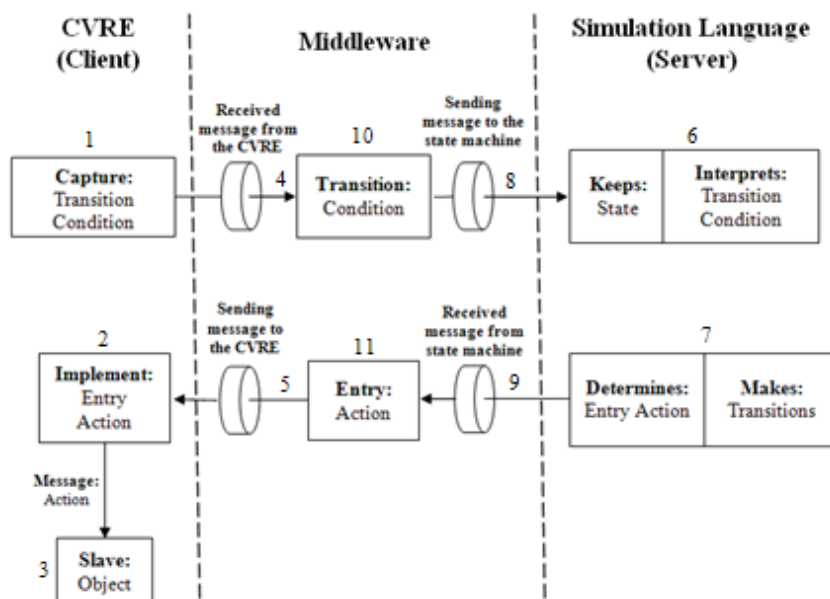 CVRE
(Client)
Middleware
Simulation Language
(Server)
Received
message from
the CVRE
Sending
message to the
state machine
1
10
6
Capture:
Transition
Condition
4
Transition:
Condition
8
Keeps:
State
Interprets:
Transition
Condition
Sending
message to
the CVRE
Received
message from
state machine
2
11
7
Implement:
Entry
Action
5
Entry:
Action
9
Determines:
Entry Action
Makes:
Transitions
Message:
Action
3
Slave:
Object